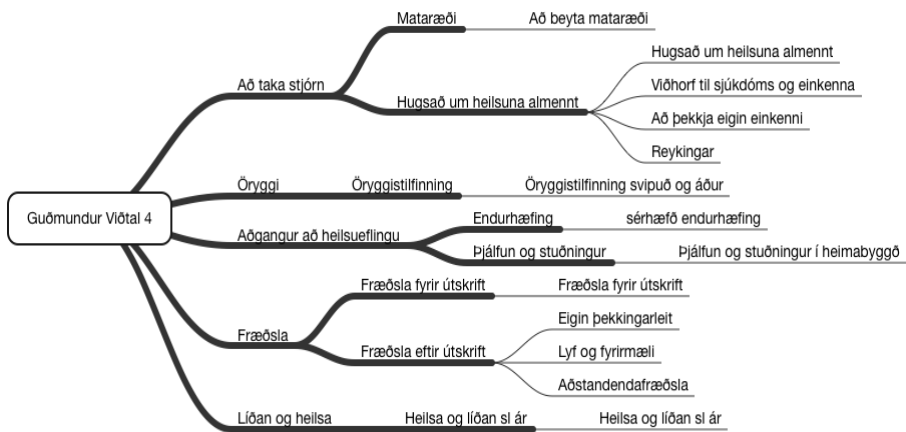 Guðmundur Viðtal 4
Að taka stjórn
Mataræði
Að beyta mataræði
Hugsað um heilsuna almennt
Hugsað um heilsuna almennt
Viðhorf til sjúkdóms og einkenna
Að þekkja eigin einkenni
Reykingar
Öryggi
Öryggistilfinning
Öryggistilfinning svipuð og áður
Aðgangur að heilsueflingu
Endurhæfing
sérhæfð endurhæfing
Þjálfun og stuðningur
Þjálfun og stuðningur í heimabyggð
Fræðsla
Fræðsla fyrir útskrift
Fræðsla fyrir útskrift
Fræðsla eftir útskrift
Eigin þekkingarleit
Lyf og fyrirmæli
Aðstandendafræðsla
Líðan og heilsa
Heilsa og líðan sl ár
Heilsa og líðan sl ár